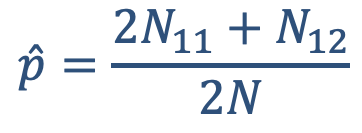 p̂ = (2N₁₁ + N₁₂) / 2N